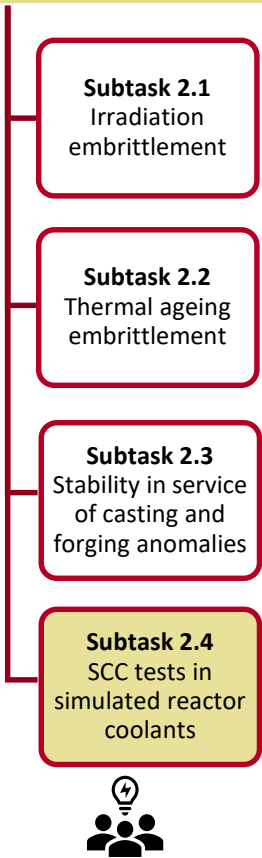 Subtask 2.1
Irradiation
embrittlement
Subtask 2.2
Thermal ageing
embrittlement
Subtask 2.3
Stability in service
of casting and
forging anomalies
Subtask 2.4
SCC tests in
simulated reactor
coolants